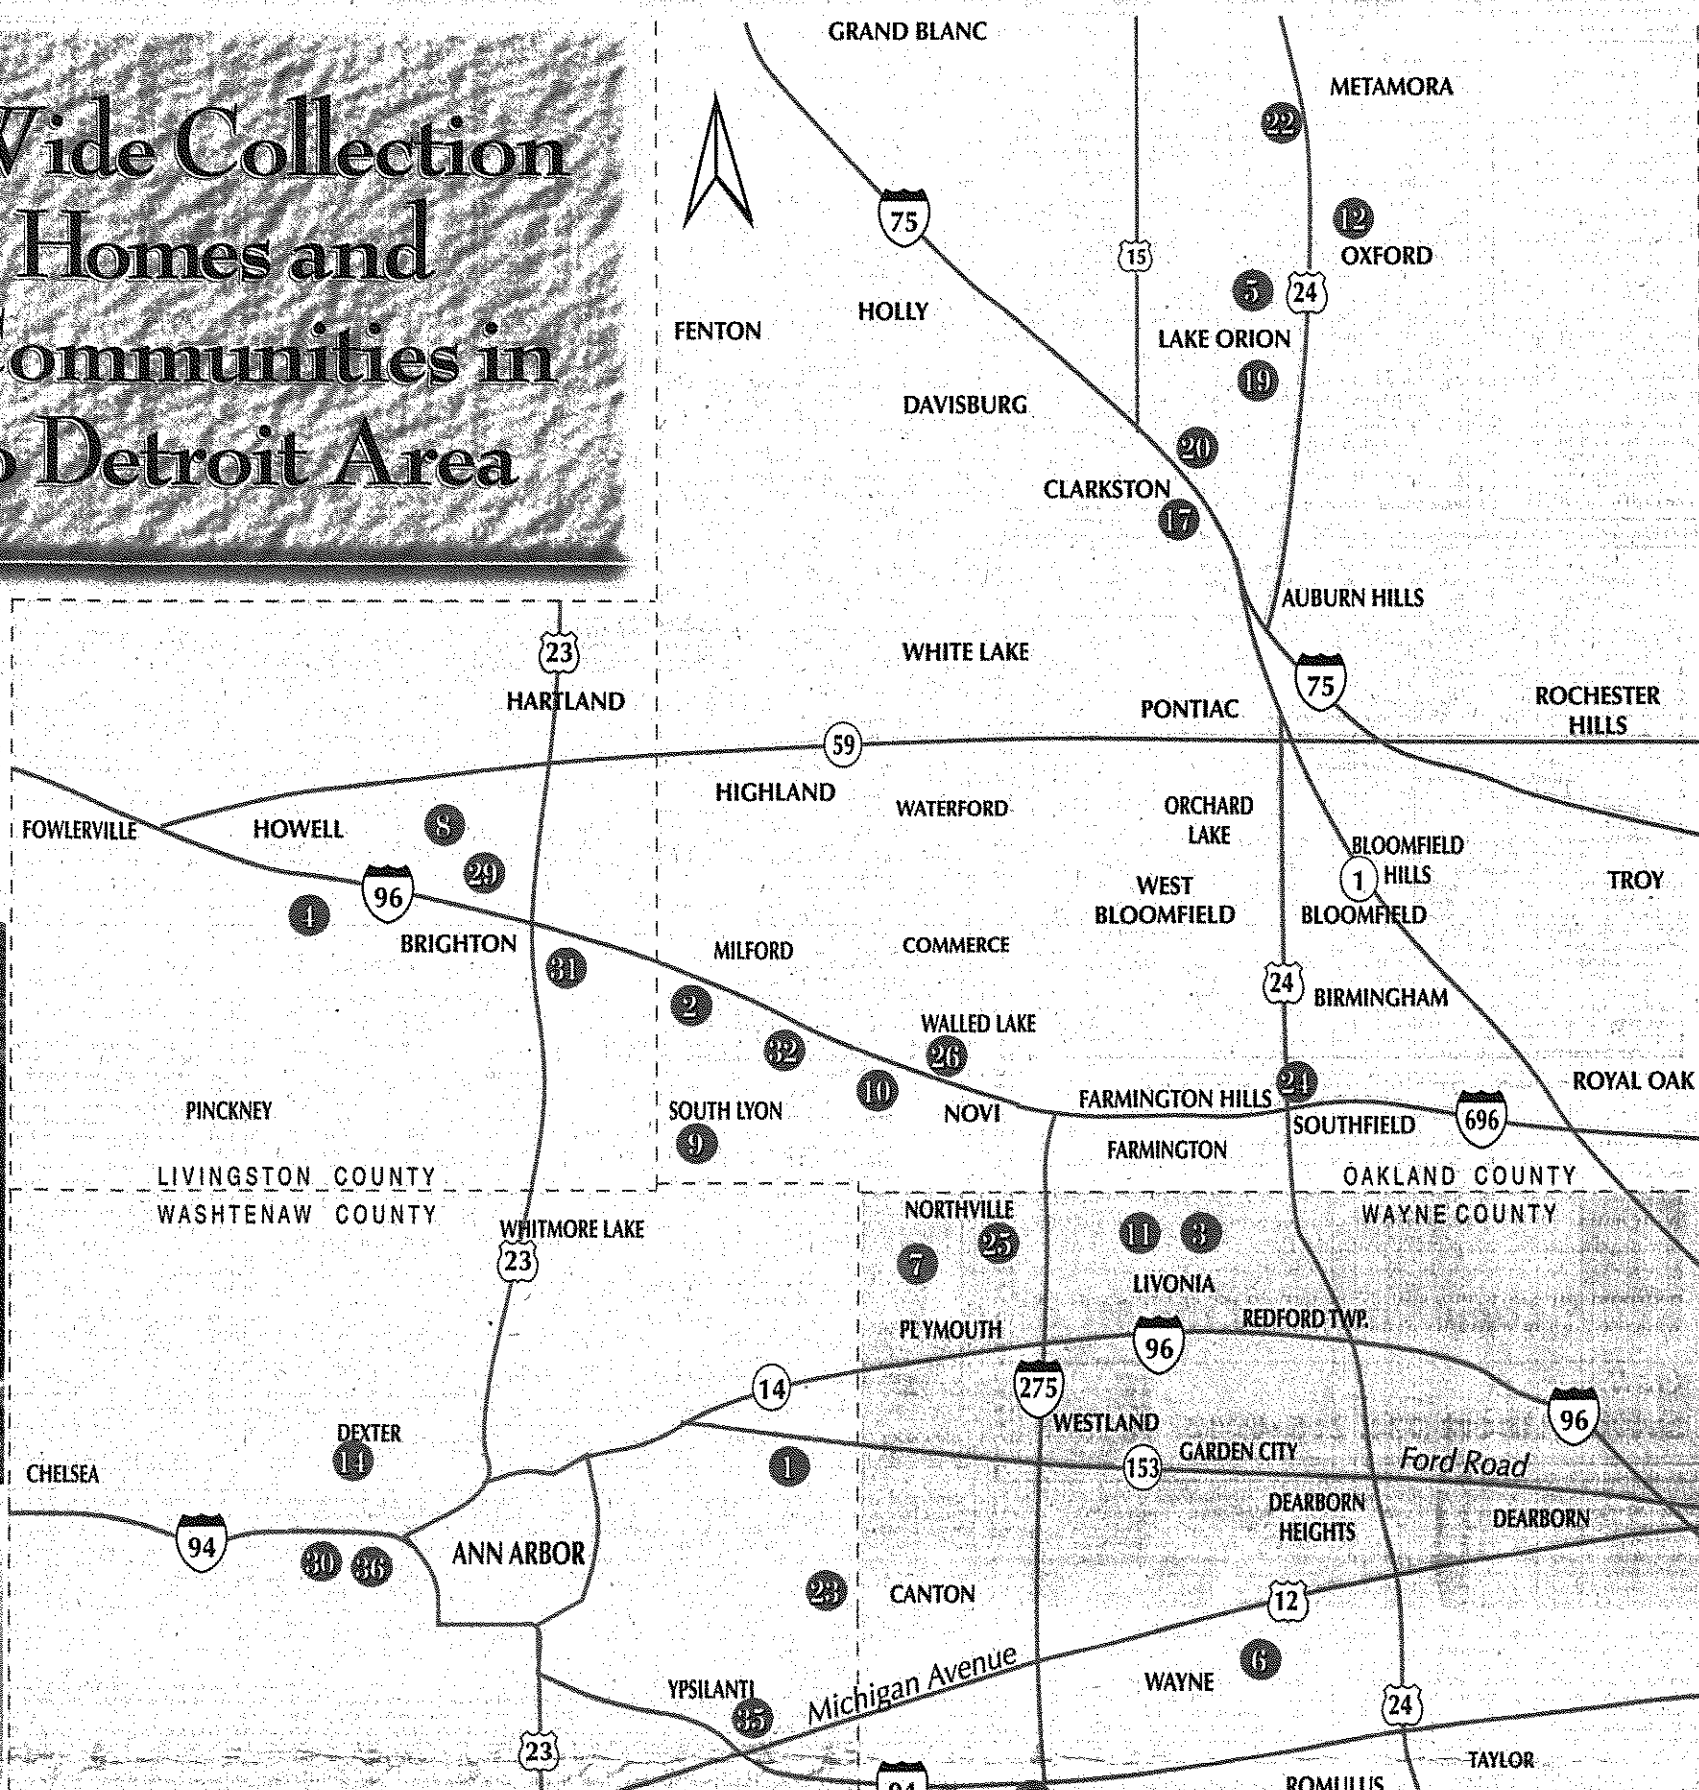 Wide Collection
Homes and
Communities in
Detroit Area
GRAND BLANC
METAMORA
22
75
12
15
OXFORD
5
24
HOLLY
FENTON
LAKE ORION
19
DAVISBURG
20
CLARKSTON
17
AUBURN HILLS
23
WHITE LAKE
75
HARTLAND
PONTIAC
ROCHESTER
HILLS
59
HIGHLAND
WATERFORD
ORCHARD
LAKE
FOWLERVILLE
HOWELL
8
BLOOMFIELD
HILLS
1
29
96
WEST
BLOOMFIELD
TROY
4
BLOOMFIELD
BRIGHTON
MILFORD
COMMERCE
31
24
BIRMINGHAM
2
WALLED LAKE
32
26
10
24
ROYAL OAK
PINCKNEY
SOUTH LYON
NOVI
FARMINGTON HILLS
696
SOUTHFIELD
9
FARMINGTON
LIVINGSTON COUNTY
OAKLAND COUNTY
WASHTENAW COUNTY
WAYNE COUNTY
WHITMORE LAKE
NORTHVILLE
25
11
3
23
7
LIVONIA
PLYMOUTH
REDFORD TWP.
96
14
275
96
DEXTER
WESTLAND
14
GARDEN CITY
Ford Road
CHELSEA
1
153
DEARBORN
HEIGHTS
DEARBORN
94
ANN ARBOR
30
36
23
CANTON
12
Michigan Avenue
6
WAYNE
YPSILANTI
35
24
23
TAYLOR
94
ROMULUS